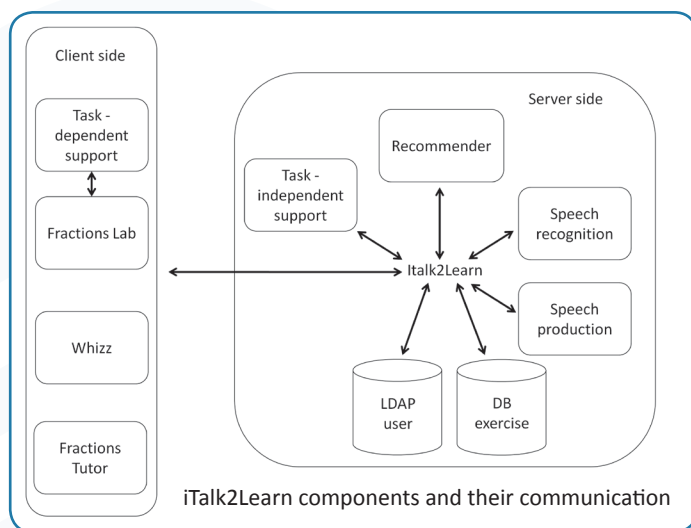 Client side
Task -
dependent
support
Fractions Lab
Whizz
Fractions
Tutor
Server side
Recommender
Task -
independent
support
Speech
recognition
Italk2Learn
Speech
production
LDAP
user
DB
exercise
iTalk2Learn components and their communication